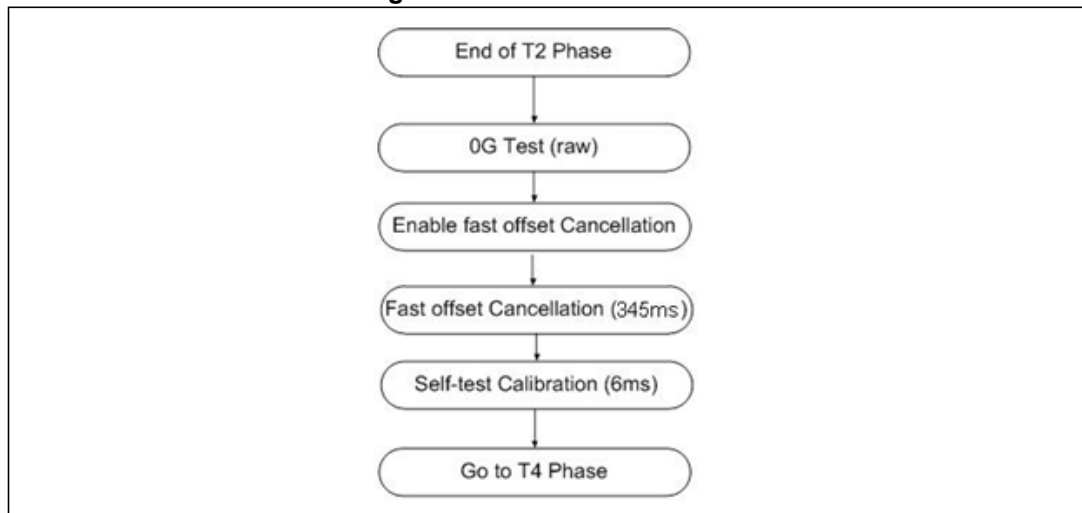 End of T2 Phase
0G Test (raw)
Enable fast offset Cancellation
Fast offset Cancellation (345ms)
Self-test Calibration (6ms)
Go to T4 Phase